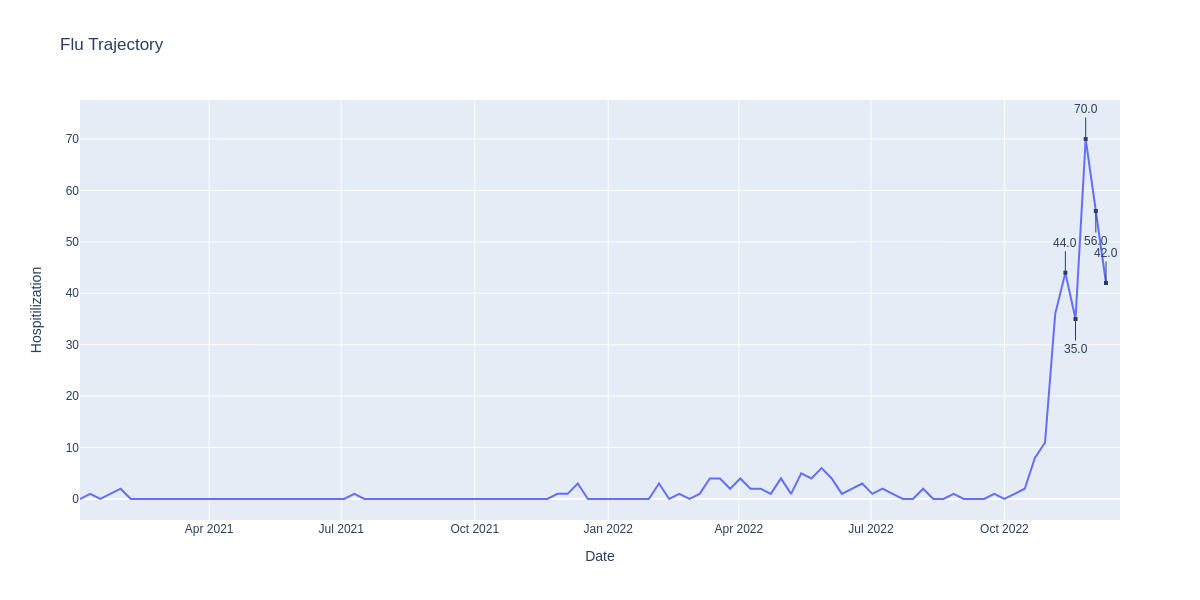 Flu Trajectory
70.0
70
60
50
44.0
56.0
42.0
40
30
35.0
20
10
0
Hospitilization
Apr 2021
Jul 2021
Oct 2021
Jan 2022
Apr 2022
Jul 2022
Oct 2022
Date